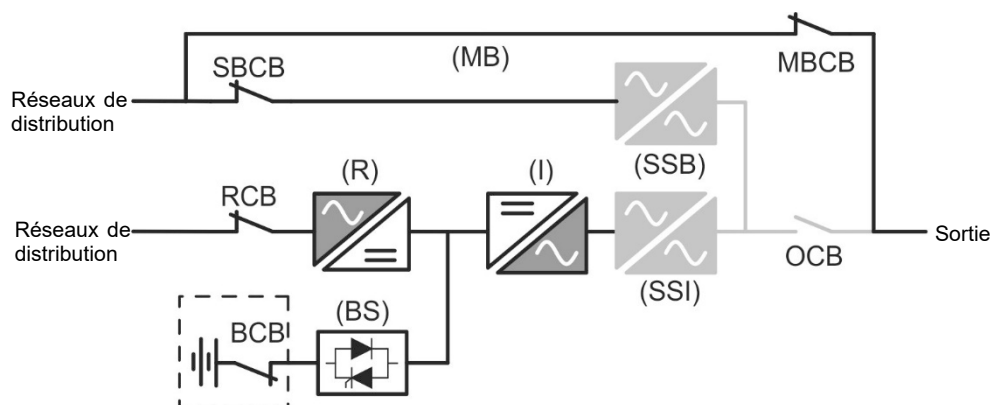 (MB)
MBCB
SBCB
Réseaux de
distribution
(SSB)
(R)
(I)
RCB
Réseaux de
distribution
Sortie
OCB
(SSI)
(BS)
BCB